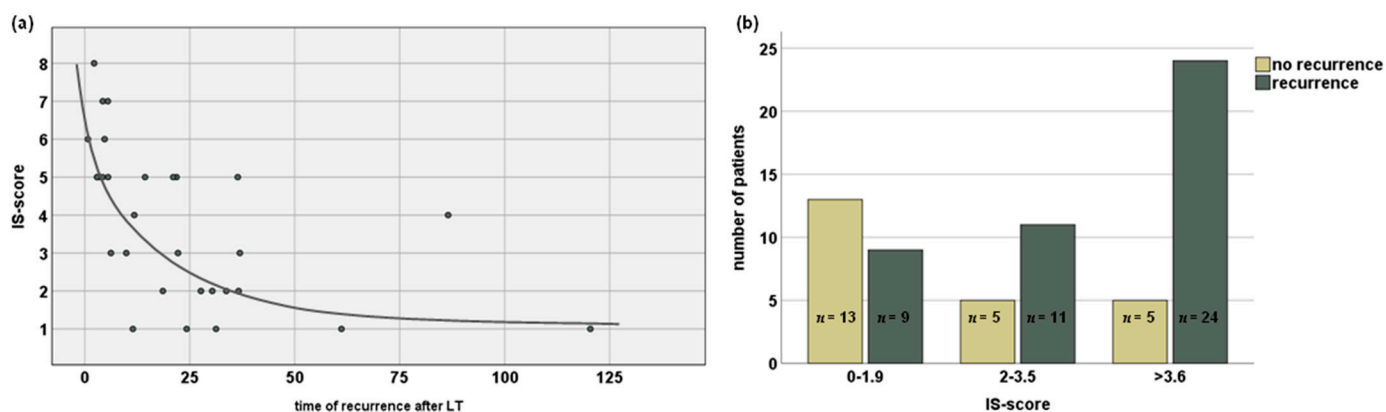 (a)
IS-score
8
7
6
5
4
3
2
1
0 25 50 75 100 125
time of recurrence after LT
(b)
number of patients
25
20
15
10
5
0
n = 13 n = 9 n = 5 n = 11 n = 5 n = 24
0-1.9 2-3.5 >3.6
IS-score
no recurrence
recurrence